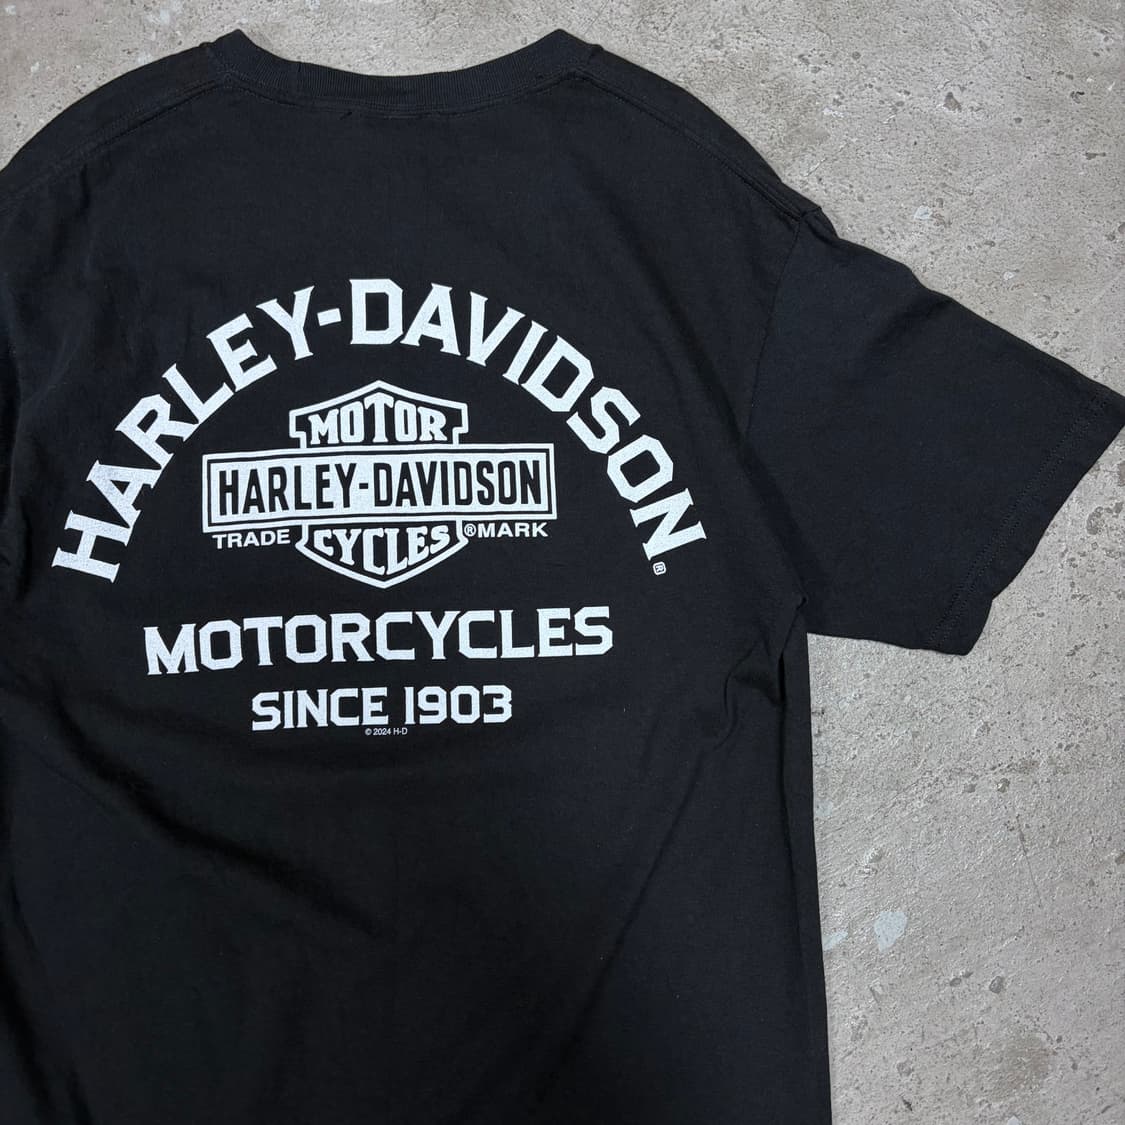 HARLEY-DAVIDSON®
MOTOR
HARLEY-DAVIDSON
TRADE ® MARK
CYCLES
MOTORCYCLES
SINCE 1903
© 2024 H-D